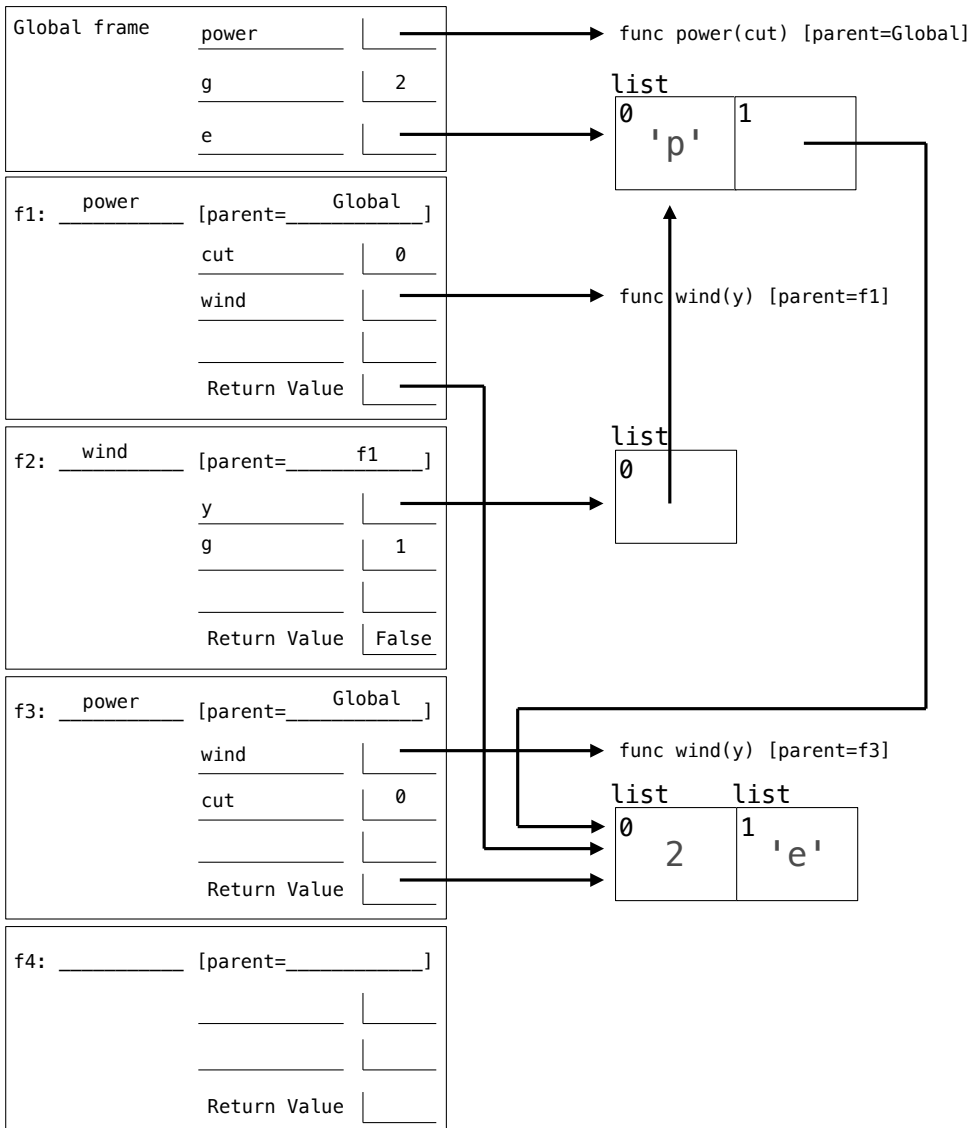 Global frame
power
func power(cut) [parent=Global]
g 2
list
e
0 'p' 1
f1: power [parent=Global]
cut 0
wind
func wind(y) [parent=f1]
Return Value
f2: wind [parent=f1]
list
0
y
g 1
Return Value False
f3: power [parent=Global]
wind
func wind(y) [parent=f3]
cut 0
list list
0 2 1 'e'
Return Value
f4: ___________ [parent=____________]
Return Value